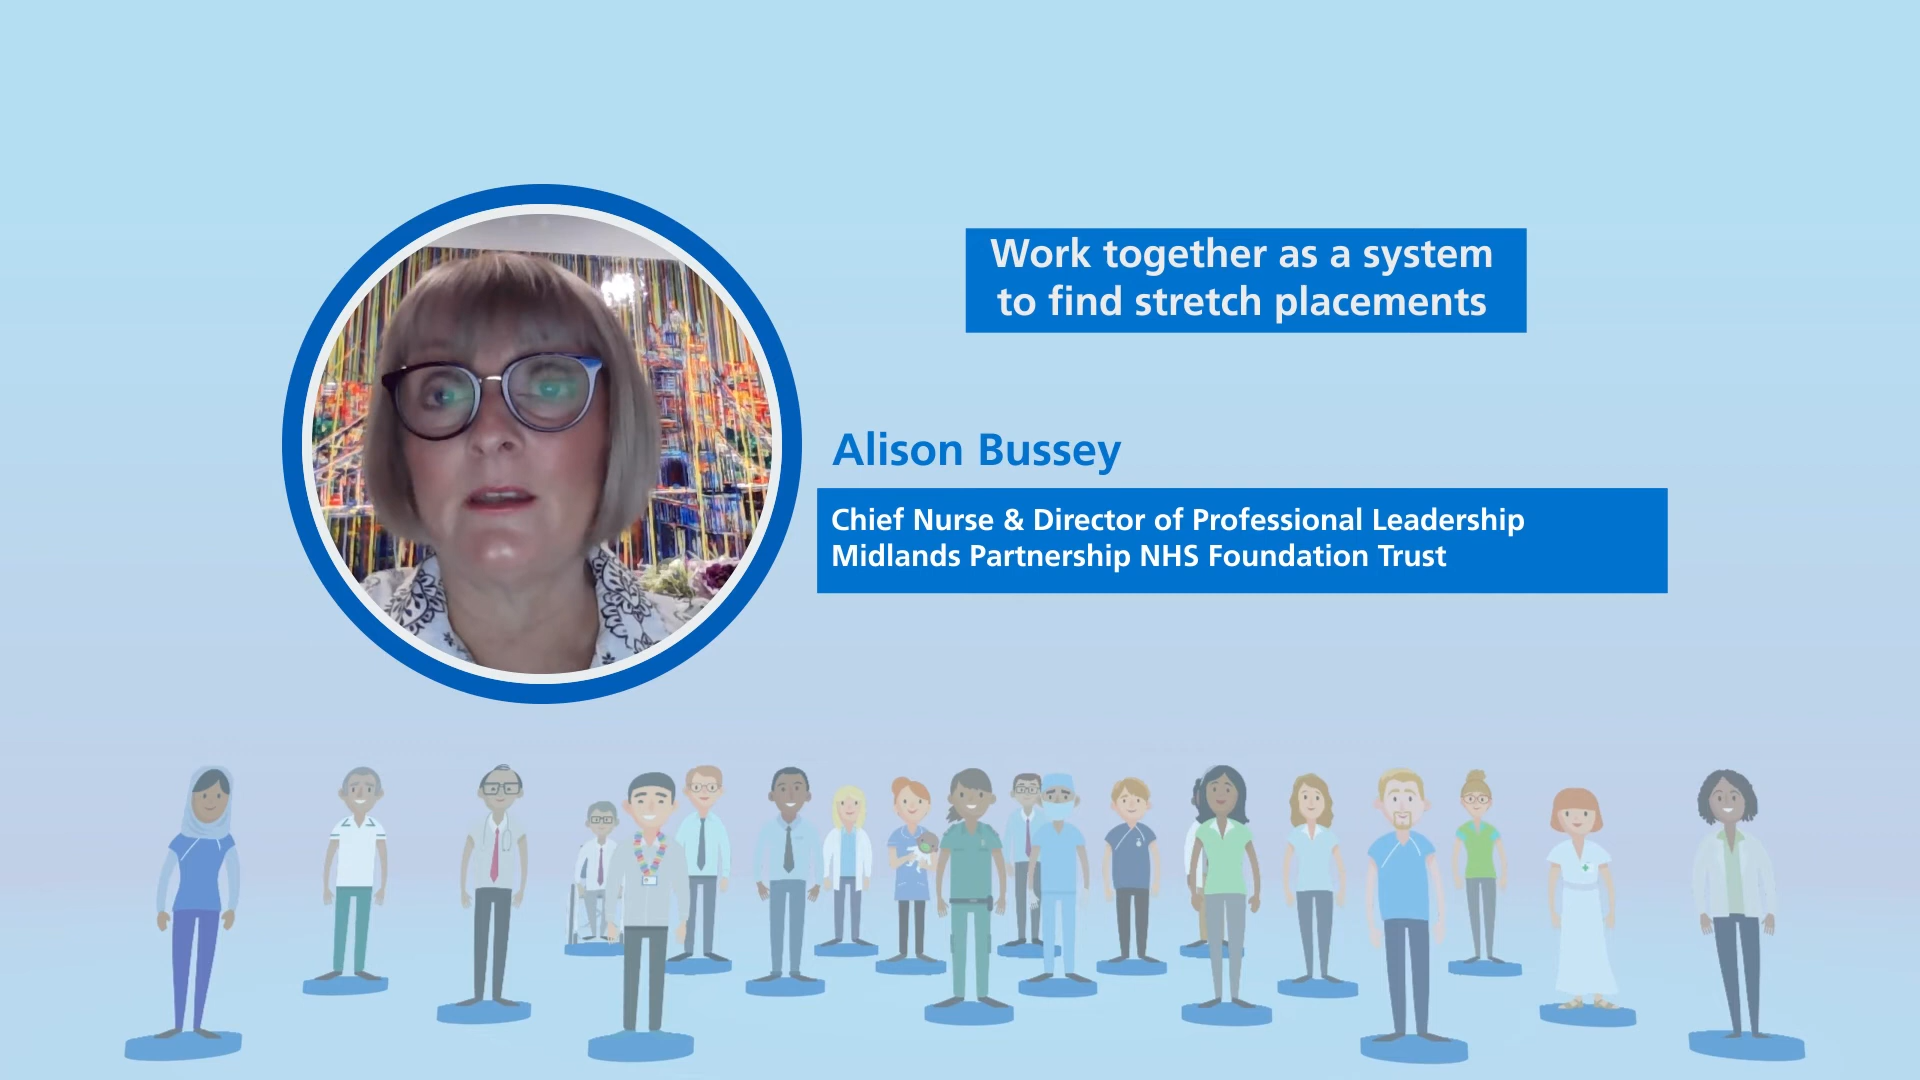 Work together as a system
to find stretch placements
Alison Bussey
Chief Nurse & Director of Professional Leadership
Midlands Partnership NHS Foundation Trust